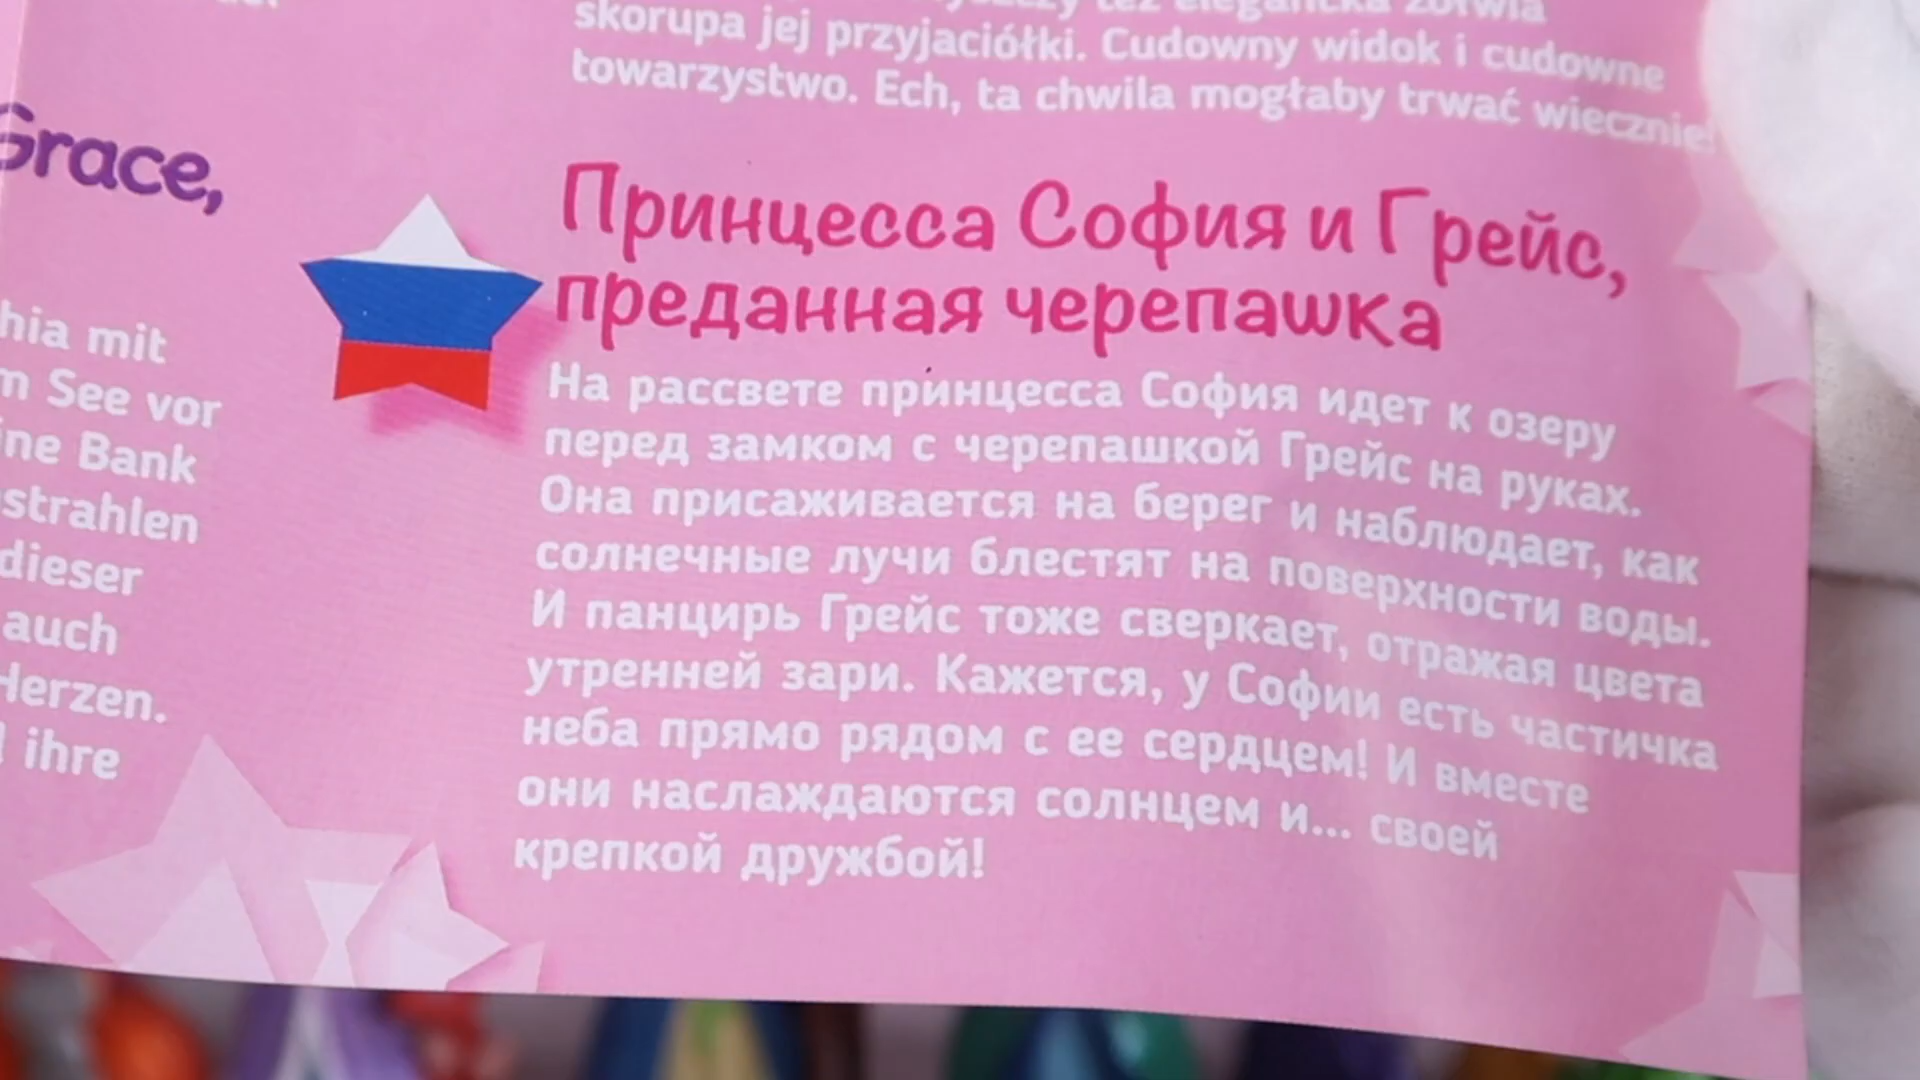 elegancka żółwia
skorupa jej przyjaciółki. Cudowny widok i cudowne
towarzystwo. Ech, ta chwila mogłaby trwać wiecznie!
Grace,
Принцесса София и Грейс,
преданная черепашка
hia mit
m See vor
ine Bank
strahlen
dieser
auch
Herzen.
ihre
На рассвете принцесса София идет к озеру
перед замком с черепашкой Грейс на руках.
Она присаживается на берег и наблюдает, как
солнечные лучи блестят на поверхности воды.
И панцирь Грейс тоже сверкает, отражая цвета
утренней зари. Кажется, у Софии есть частичка
неба прямо рядом с ее сердцем! И вместе
они наслаждаются солнцем и... своей
крепкой дружбой!